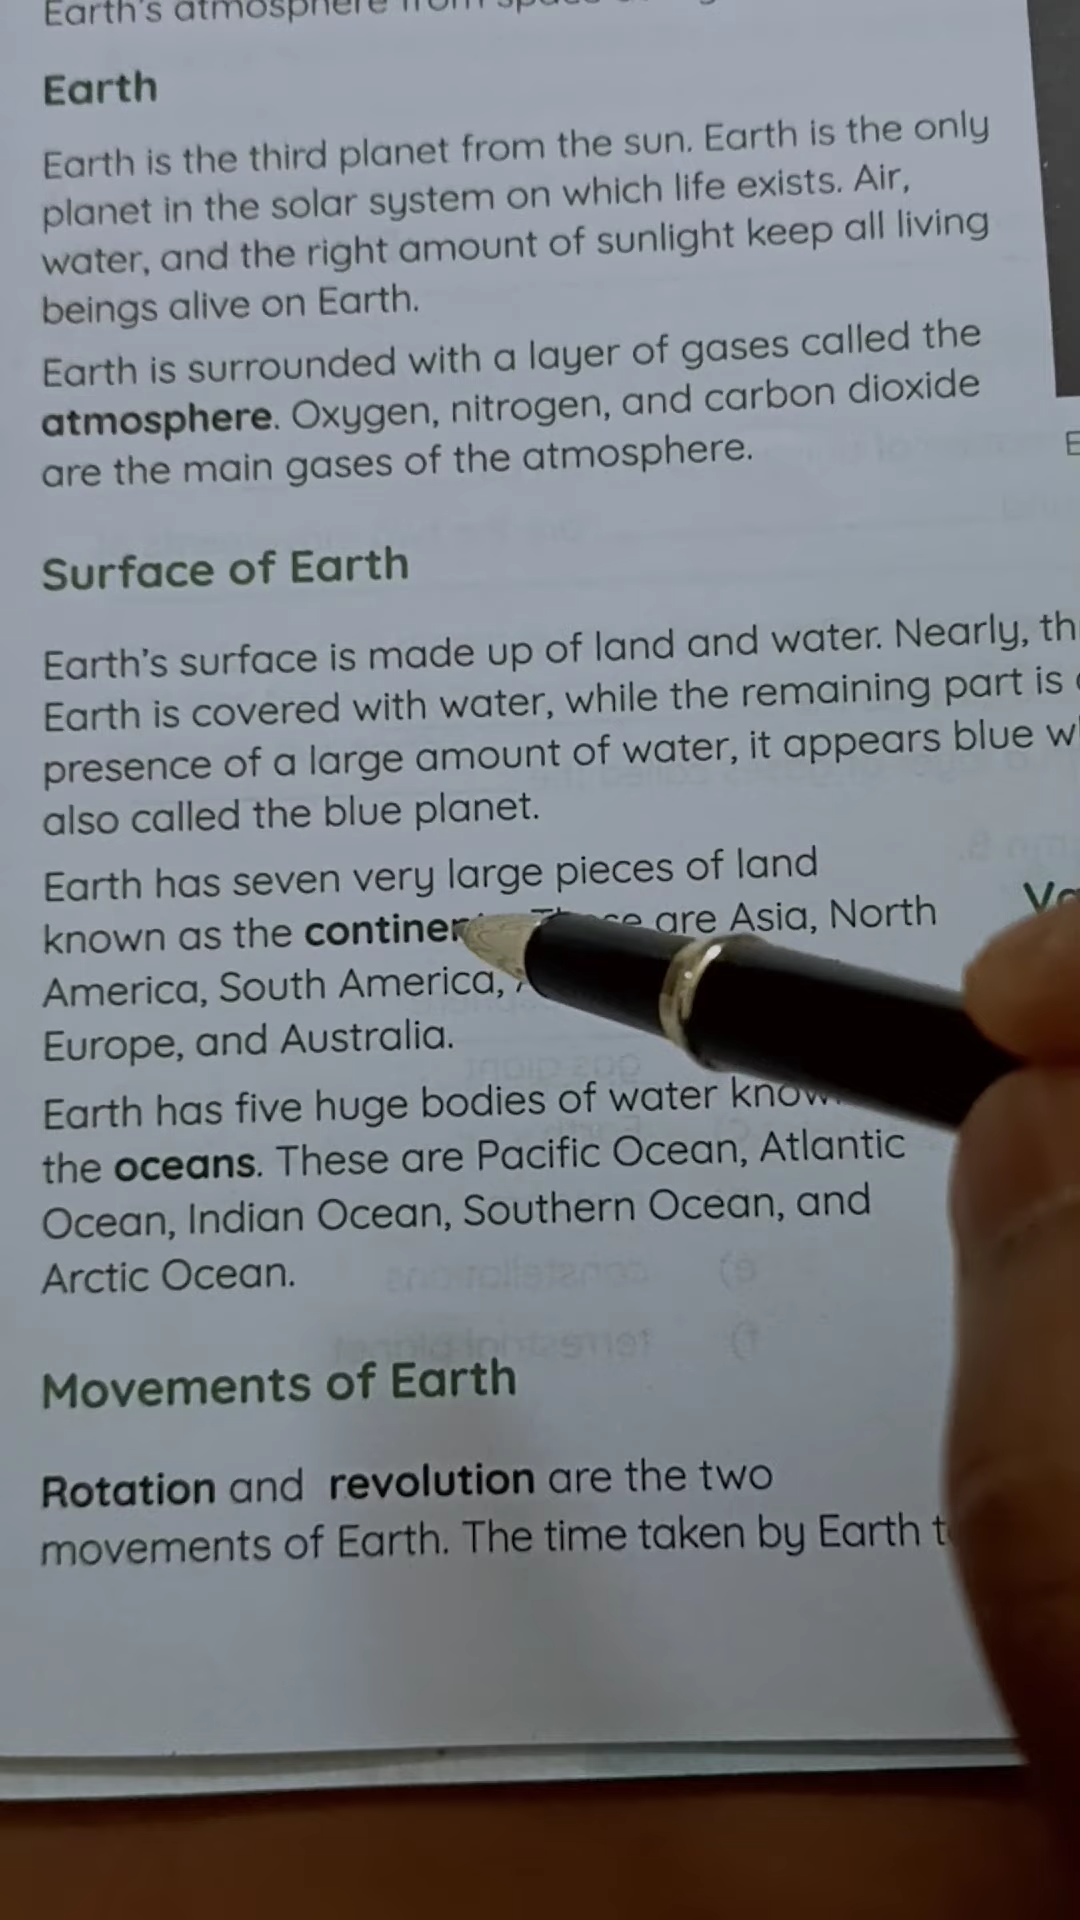 Earth's atmosphere from
Earth
Earth is the third planet from the sun. Earth is the only
planet in the solar system on which life exists. Air,
water, and the right amount of sunlight keep all living
beings alive on Earth.
Earth is surrounded with a layer of gases called the
atmosphere. Oxygen, nitrogen, and carbon dioxide
are the main gases of the atmosphere.
Surface of Earth
Earth's surface is made up of land and water. Nearly,
Earth is covered with water, while the remaining part is
presence of a large amount of water, it appears blue
also called the blue planet.
Earth has seven very large pieces of land
known as the are Asia, North
America, South America,
Europe, and Australia.
Earth has five huge bodies of water
the oceans. These are Pacific Ocean, Atlantic
Ocean, Indian Ocean, Southern Ocean, and
Arctic Ocean.
Movements of Earth
Rotation and revolution are the two
movements of Earth. The time taken by Earth